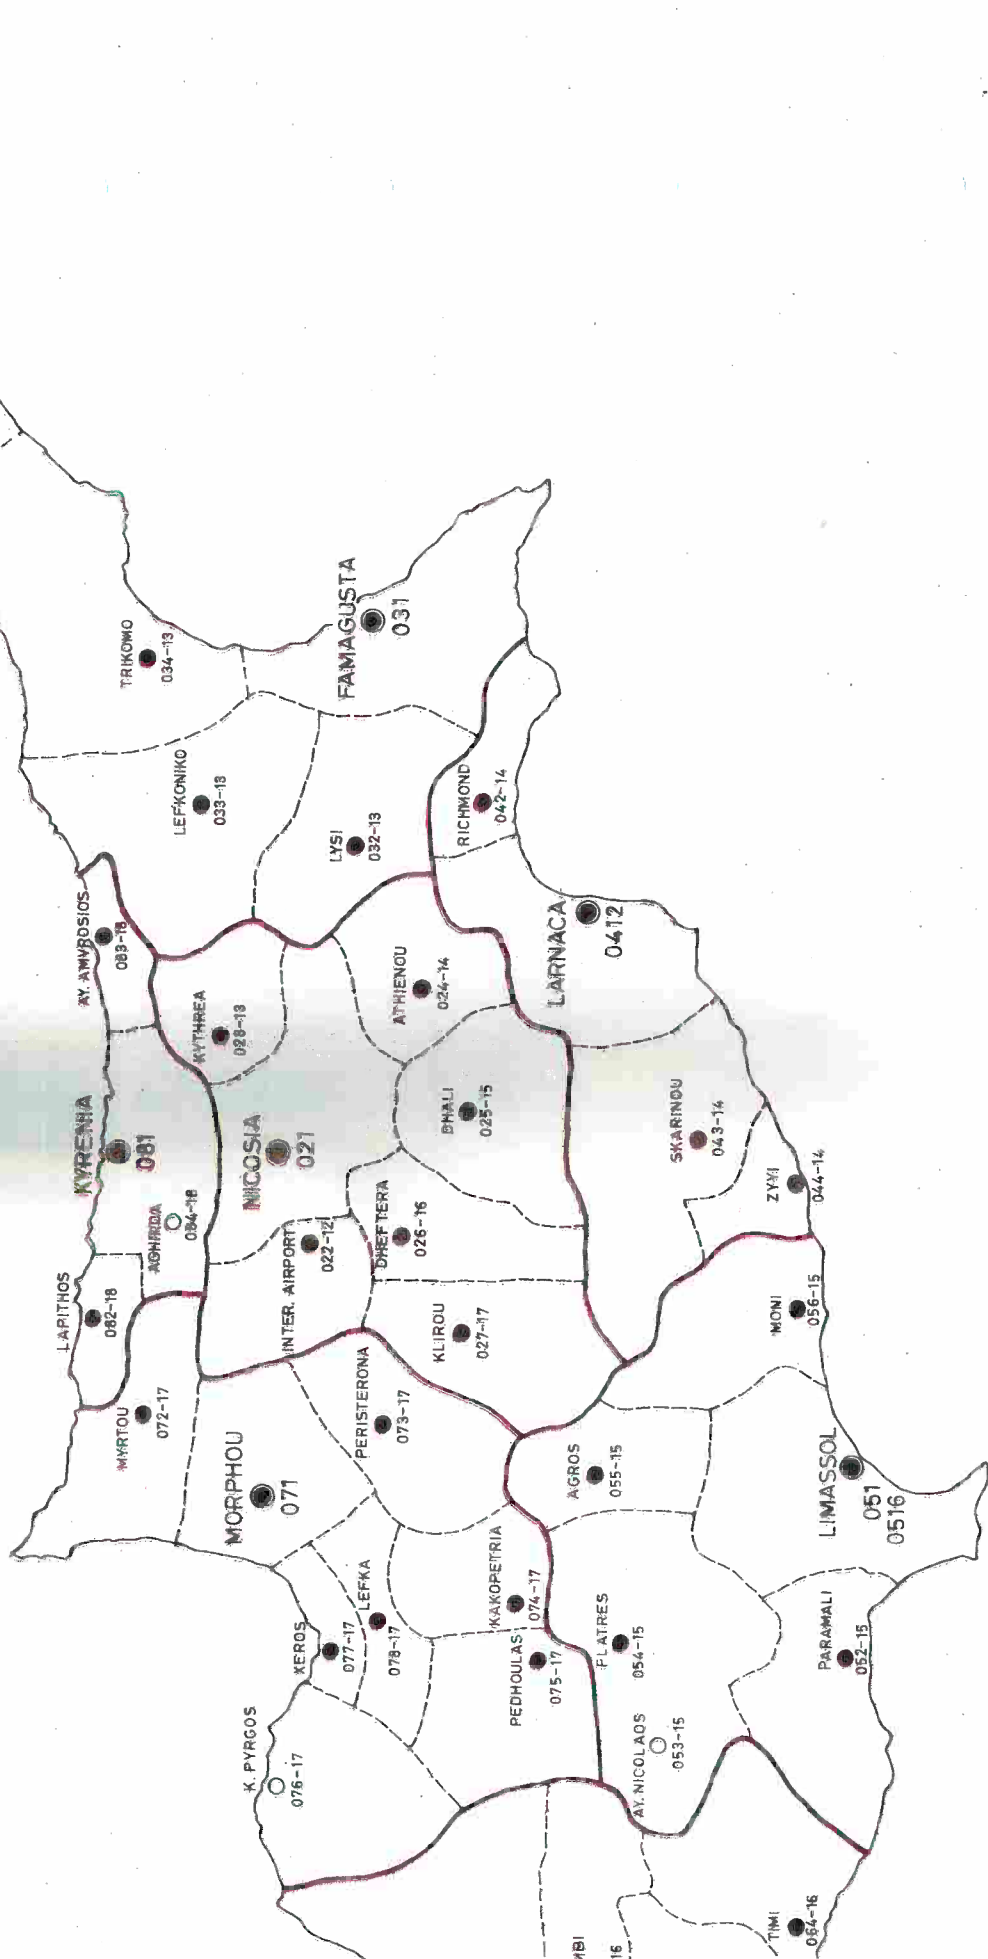 TRIKOMO
034-13
FAMAGUSTA
031
LEFKONIKO
033-13
LYSI
032-13
RICHMOND
042-14
AY. AMVROSIOS
083-18
KYTHREA
028-13
ATHIENOU
024-14
LARNACA
0412
KYRENIA
081
NICOSIA
021
DHALI
025-15
SKARINOU
043-14
ZYYI
044-14
AGHIRDA
084-18
INTER. AIRPORT
022-12
DHEFTERA
026-16
LAPITHOS
082-18
KLIROU
027-17
MONI
056-15
MYRTOU
072-17
PERISTERONA
073-17
MORPHOU
071
AGROS
055-15
LIMASSOL
051
0516
XEROS
077-17
LEFKA
078-17
KAKOPETRIA
074-17
PEDHOULAS
075-17
PLATRES
054-15
PARAMALI
052-15
K. PYRGOS
076-17
AY. NICOLAOS
053-15
TIMI
064-16
MBI
16